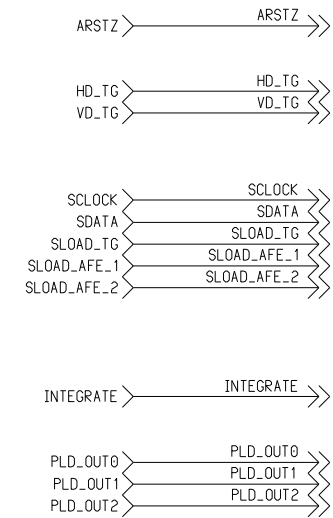 ARSTZ ARSTZ
HD_TG HD_TG
VD_TG VD_TG
SCLOCK SCLOCK
SDATA SDATA
SLOAD_TG SLOAD_TG
SLOAD_AFE_1 SLOAD_AFE_1
SLOAD_AFE_2 SLOAD_AFE_2
INTEGRATE INTEGRATE
PLD_OUT0 PLD_OUT0
PLD_OUT1 PLD_OUT1
PLD_OUT2 PLD_OUT2